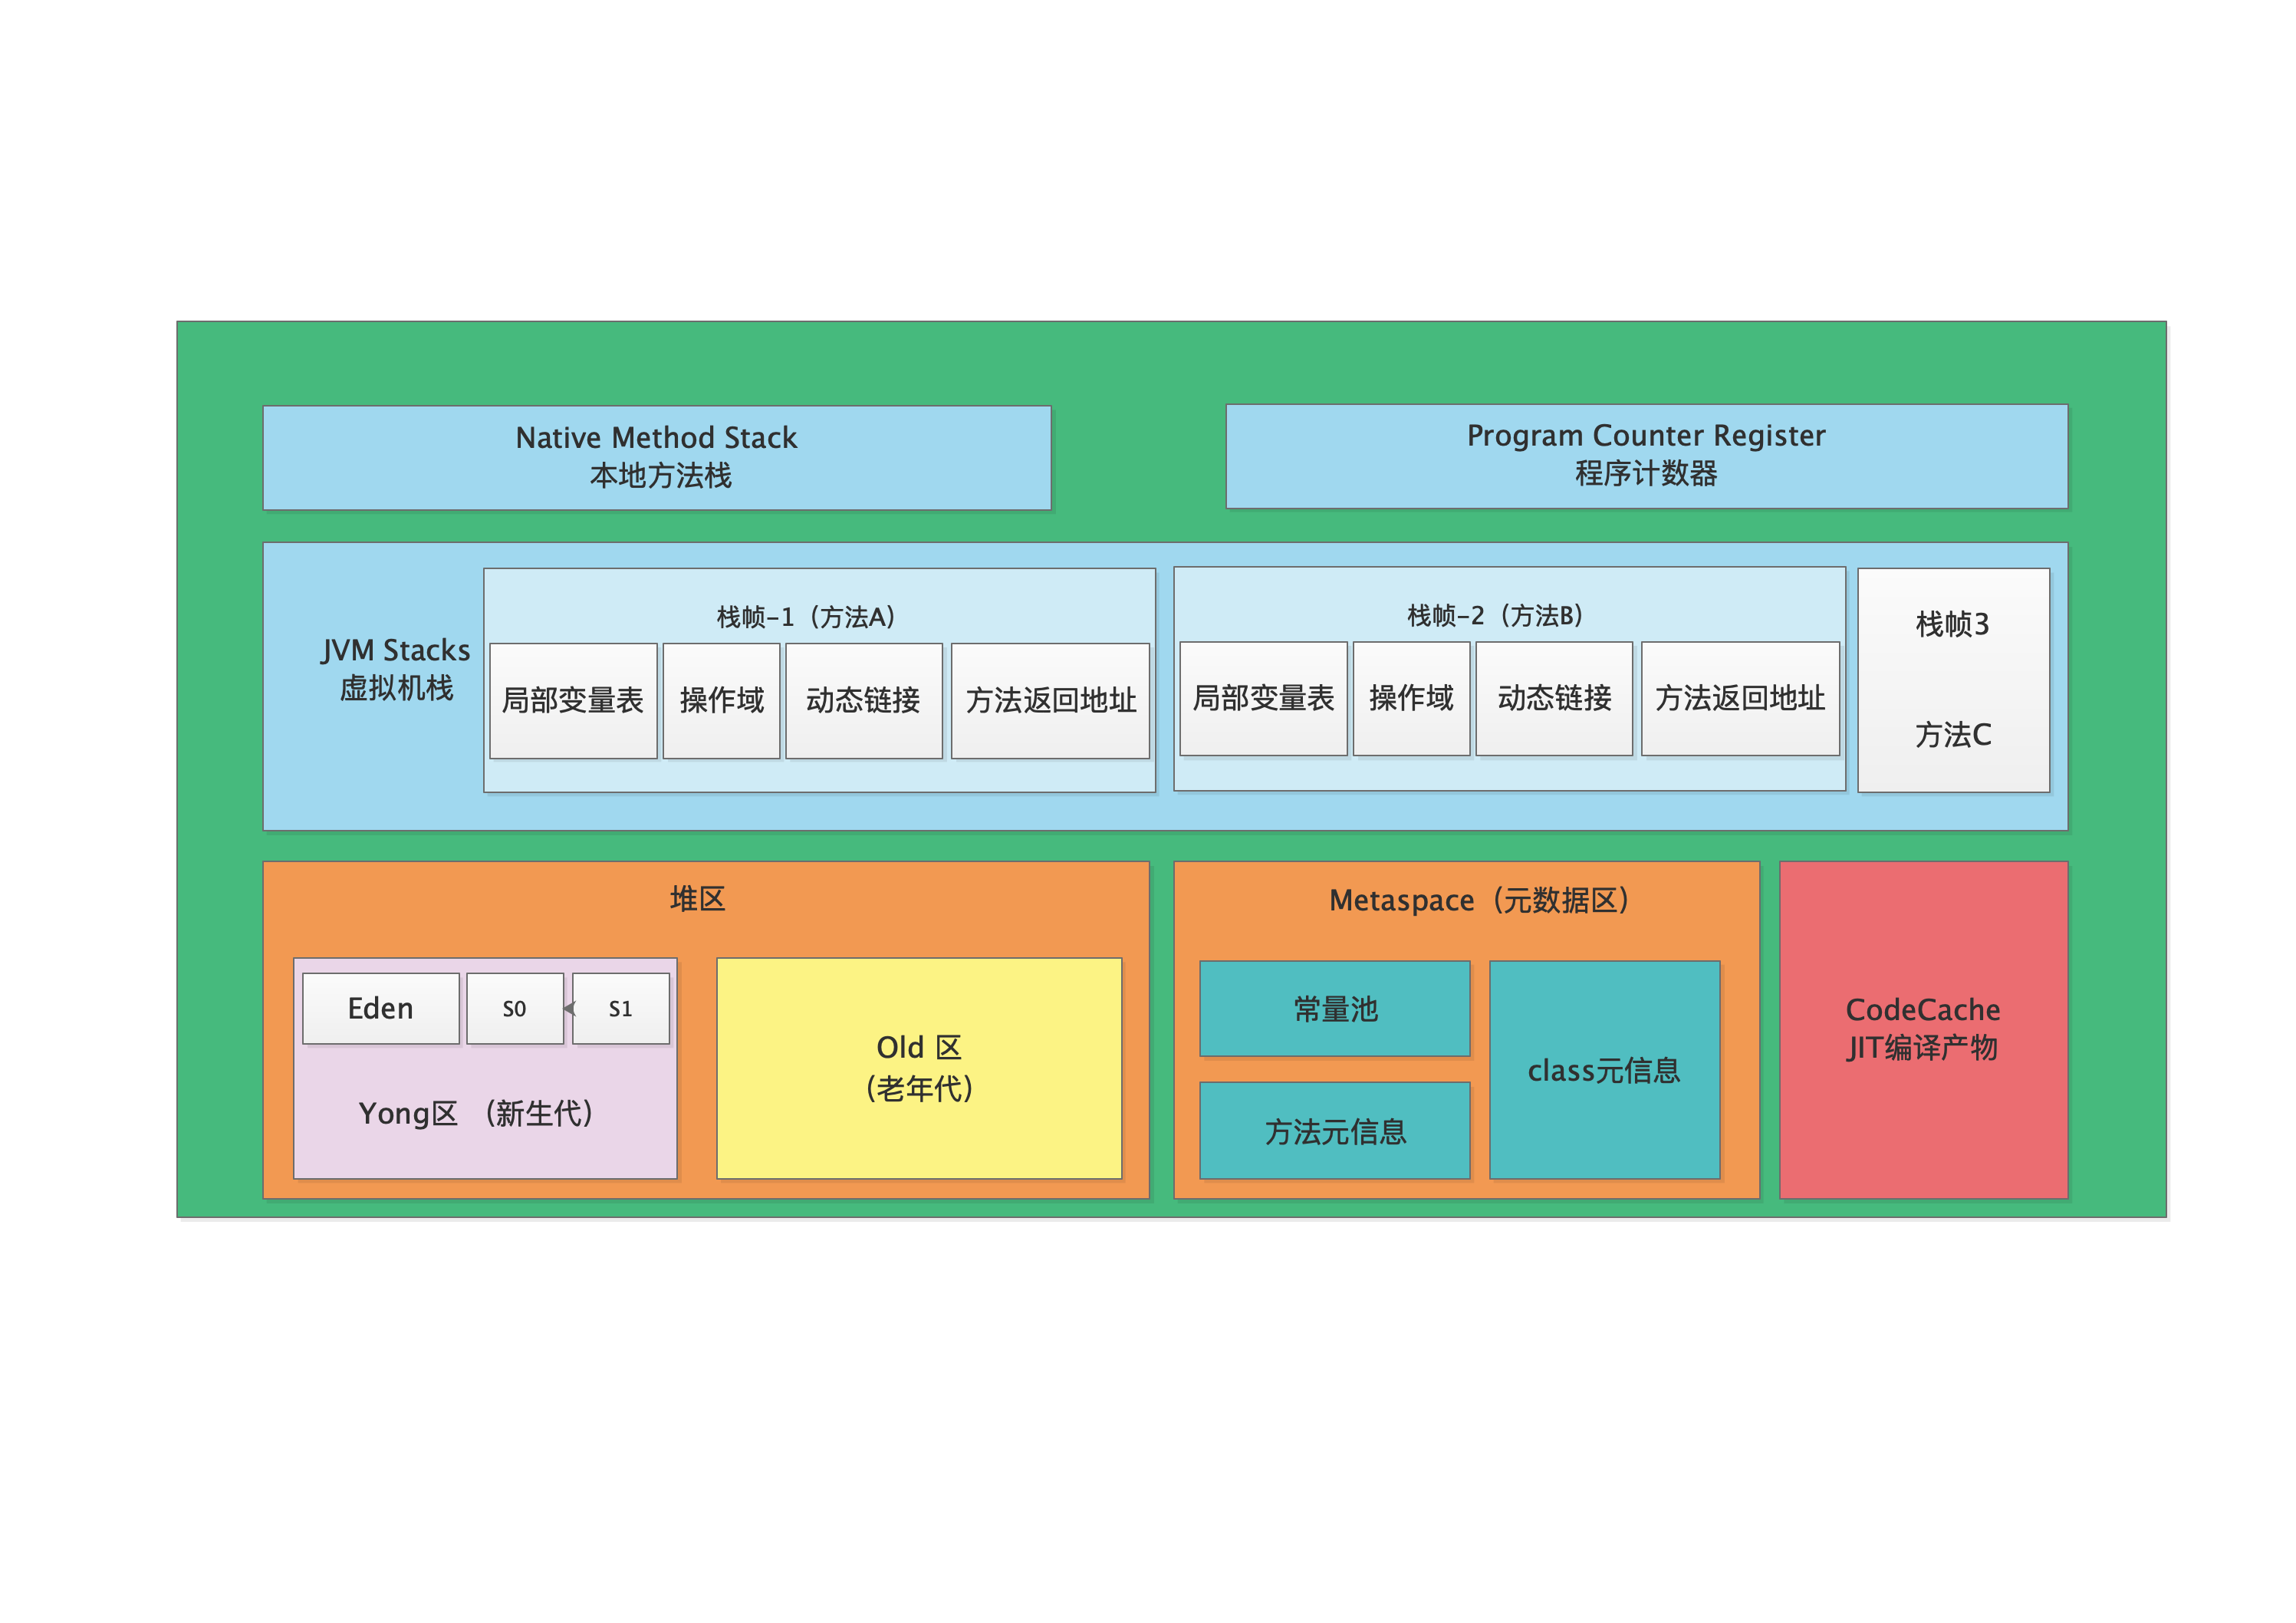 Native Method Stack
本地方法栈
Program Counter Register
程序计数器
JVM Stacks
虚拟机栈
栈帧-1（方法A）
局部变量表
操作域
动态链接
方法返回地址
栈帧-2（方法B）
局部变量表
操作域
动态链接
方法返回地址
栈帧3
方法C
堆区
Eden
S0
S1
Yong区 （新生代）
Old 区
（老年代）
Metaspace（元数据区）
常量池
方法元信息
class元信息
CodeCache
JIT编译产物